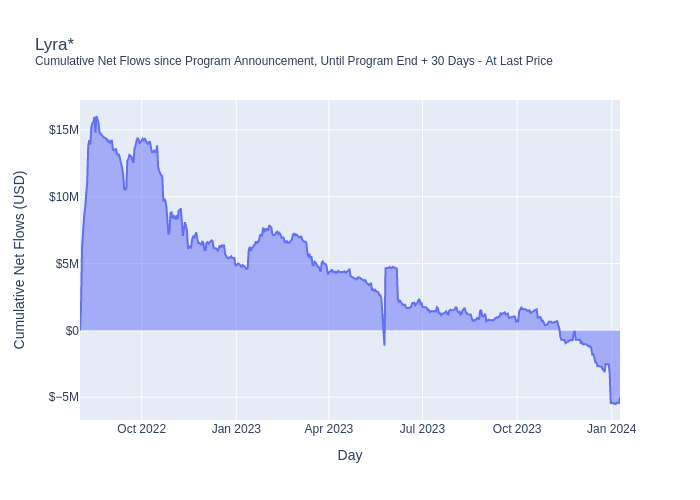 Lyra*
Cumulative Net Flows since Program Announcement, Until Program End + 30 Days - At Last Price
Cumulative Net Flows (USD)
$15M
$10M
$5M
$0
$−5M
Oct 2022
Jan 2023
Apr 2023
Jul 2023
Oct 2023
Jan 2024
Day